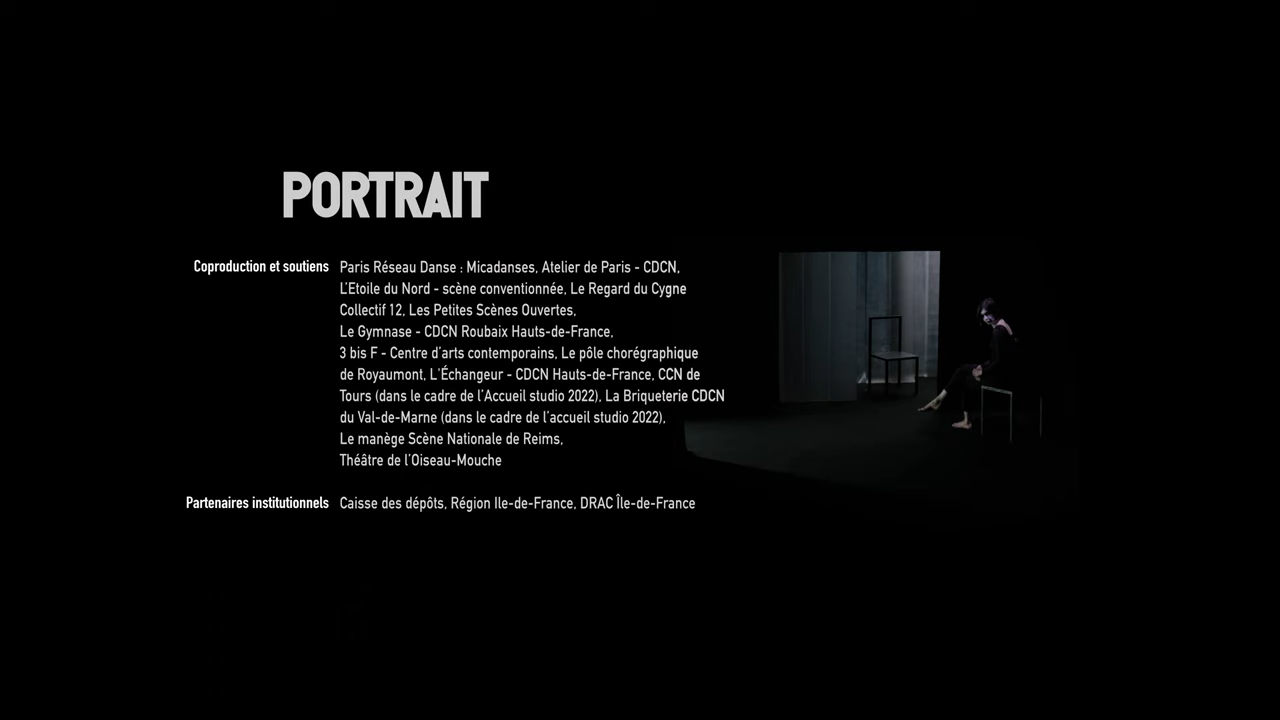 PORTRAIT
Coproduction et soutiens Paris Réseau Danse : Micadanses, Atelier de Paris - CDCN,
L'Etoile du Nord - scène conventionnée, Le Regard du Cygne
Collectif 12, Les Petites Scènes Ouvertes,
Le Gymnase - CDCN Roubaix Hauts-de-France,
3 bis F - Centre d'arts contemporains, Le pôle chorégraphique
de Royaumont, L'Échangeur - CDCN Hauts-de-France, CCN de
Tours (dans le cadre de l'Accueil studio 2022), La Briqueterie CDCN
du Val-de-Marne (dans le cadre de l'accueil studio 2022),
Le manège Scène Nationale de Reims,
Théâtre de l'Oiseau-Mouche
Partenaires institutionnels Caisse des dépôts, Région Ile-de-France, DRAC Île-de-France